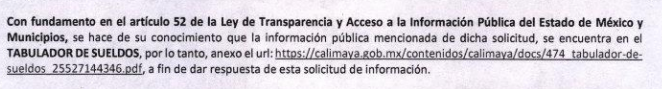 Con fundamento en el artículo 52 de la Ley de Transparencia y Acceso a la Información Pública del Estado de México y
Municipios, se hace de su conocimiento que la información pública mencionada de dicha solicitud, se encuentra en el
TABULADOR DE SUELDOS, por lo tanto, anexo el url: https://calimaya.gob.mx/contenidos/calimaya/docs/474_tabulador-de-
sueldos_25527144346.pdf, a fin de dar respuesta de esta solicitud de información.